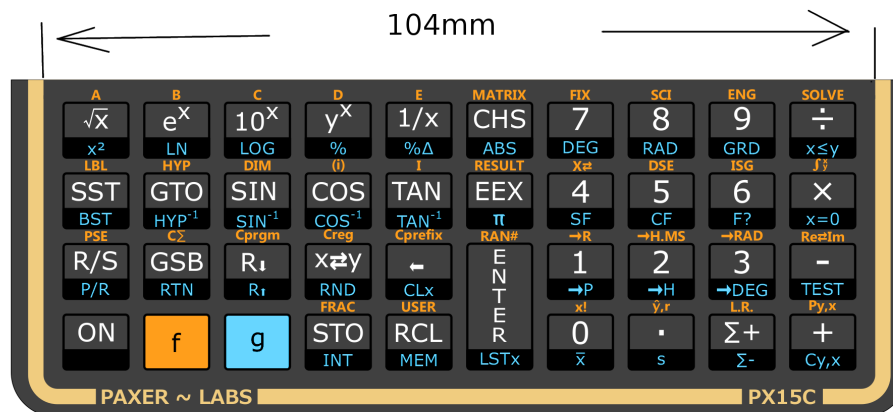 104mm
A B C D E MATRIX FIX SCI ENG SOLVE
√x eˣ 10ˣ yˣ 1/x CHS 7 8 9 ÷
x² LN LOG % %Δ ABS DEG RAD GRD x≤y
LBL HYP DIM (i) I RESULT X⇄ DSE ISG ∫ŷx
SST GTO SIN COS TAN EEX 4 5 6 ×
BST HYP⁻¹ SIN⁻¹ COS⁻¹ TAN⁻¹ π SF CF F? x=0
PSE C∑ Cprgm Creg Cprefix RAN# →R →H.MS →RAD Re⇄Im
R/S GSB R⬇ x⇄y ← ENTER 1 2 3 -
P/R RTN R⬆ RND CLx →P →H →DEG TEST
FRAC USER x! ŷ,r L.R. Py,x
ON f g STO RCL 0 · Σ+ +
INT MEM LSTx x̅ s Σ- Cy,x
PAXER ~ LABS PX15C